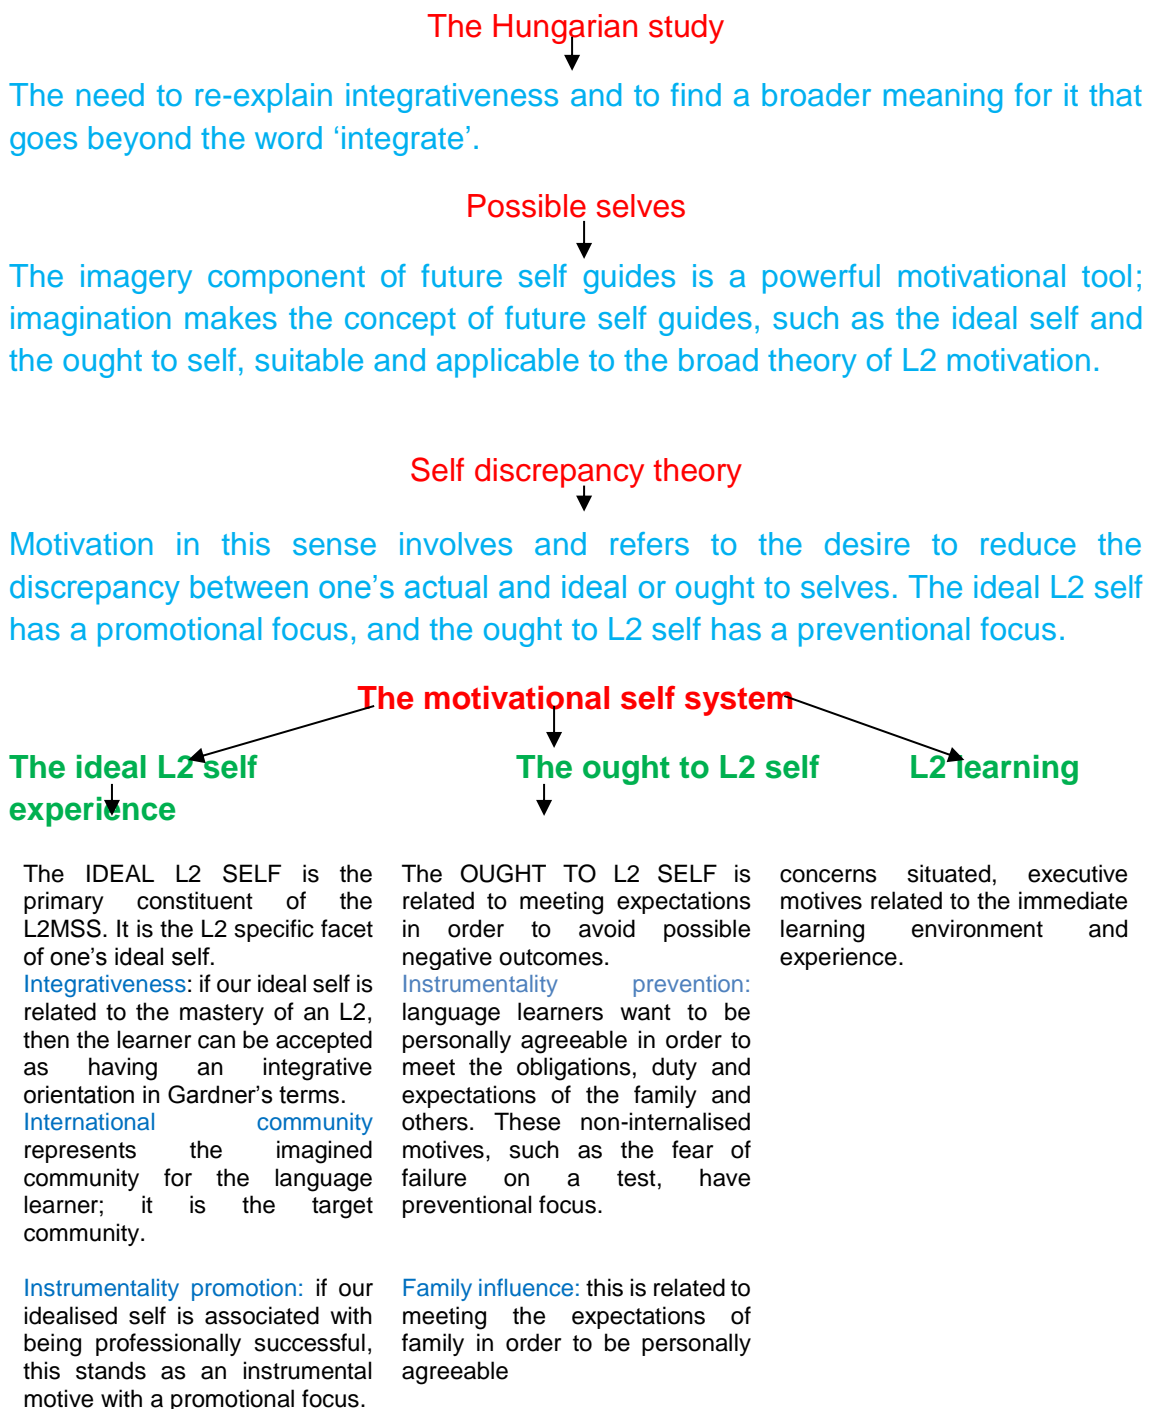 The Hungarian study
The need to re-explain integrativeness and to find a broader meaning for it that
goes beyond the word ‘integrate’.
Possible selves
The imagery component of future self guides is a powerful motivational tool;
imagination makes the concept of future self guides, such as the ideal self and
the ought to self, suitable and applicable to the broad theory of L2 motivation.
Self discrepancy theory
Motivation in this sense involves and refers to the desire to reduce the
discrepancy between one’s actual and ideal or ought to selves. The ideal L2 self
has a promotional focus, and the ought to L2 self has a preventional focus.
The motivational self system
The ideal L2 self The ought to L2 self L2 learning
experience
The IDEAL L2 SELF is the
primary constituent of the
L2MSS. It is the L2 specific facet
of one’s ideal self.
Integrativeness: if our ideal self is
related to the mastery of an L2,
then the learner can be accepted
as having an integrative
orientation in Gardner’s terms.
International community
represents the imagined
community for the language
learner; it is the target
community.
Instrumentality promotion: if our
idealised self is associated with
being professionally successful,
this stands as an instrumental
motive with a promotional focus.
The OUGHT TO L2 SELF is
related to meeting expectations
in order to avoid possible
negative outcomes.
Instrumentality prevention:
language learners want to be
personally agreeable in order to
meet the obligations, duty and
expectations of the family and
others. These non-internalised
motives, such as the fear of
failure on a test, have
preventional focus.
Family influence: this is related to
meeting the expectations of
family in order to be personally
agreeable
concerns situated, executive
motives related to the immediate
learning environment and
experience.